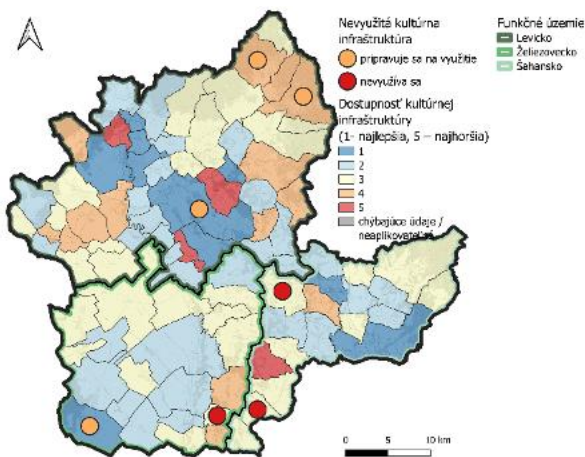 Nevyužitá kultúrna
infraštruktúra
pripravuje sa na využitie
nevyužíva sa
Dostupnosť kultúrnej
infraštruktúry
(1- najlepšia, 5 – najhoršia)
1
2
3
4
5
chýbajúce údaje /
neaplikovateľné
Funkčné územie
Levicko
Želiezovecko
Šahansko
0 5 10 km